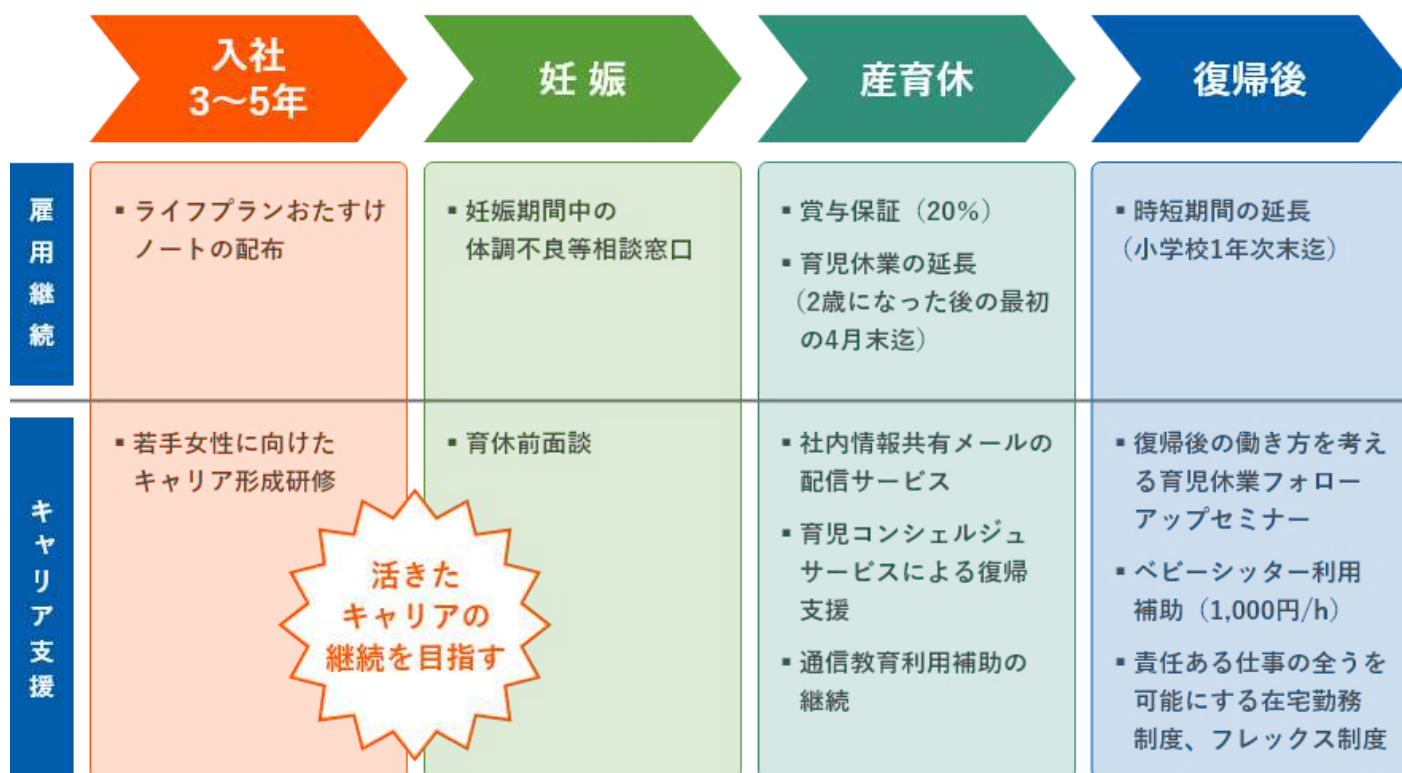 入社
3〜5年
妊娠
産育休
復帰後
雇用継続
▪ ライフプランおたすけ
ノートの配布
▪ 妊娠期間中の
体調不良等相談窓口
▪ 賞与保証（20%）
▪ 育児休業の延長
（2歳になった後の最初
の4月末迄）
▪ 時短期間の延長
（小学校1年次末迄）
キャリア支援
▪ 若手女性に向けた
キャリア形成研修
▪ 育休前面談
▪ 社内情報共有メールの
配信サービス
▪ 育児コンシェルジュ
サービスによる復帰
支援
▪ 通信教育利用補助の
継続
▪ 復帰後の働き方を考え
る育児休業フォロー
アップセミナー
▪ ベビーシッター利用
補助（1,000円/h）
▪ 責任ある仕事の全うを
可能にする在宅勤務
制度、フレックス制度
活きた
キャリアの
継続を目指す